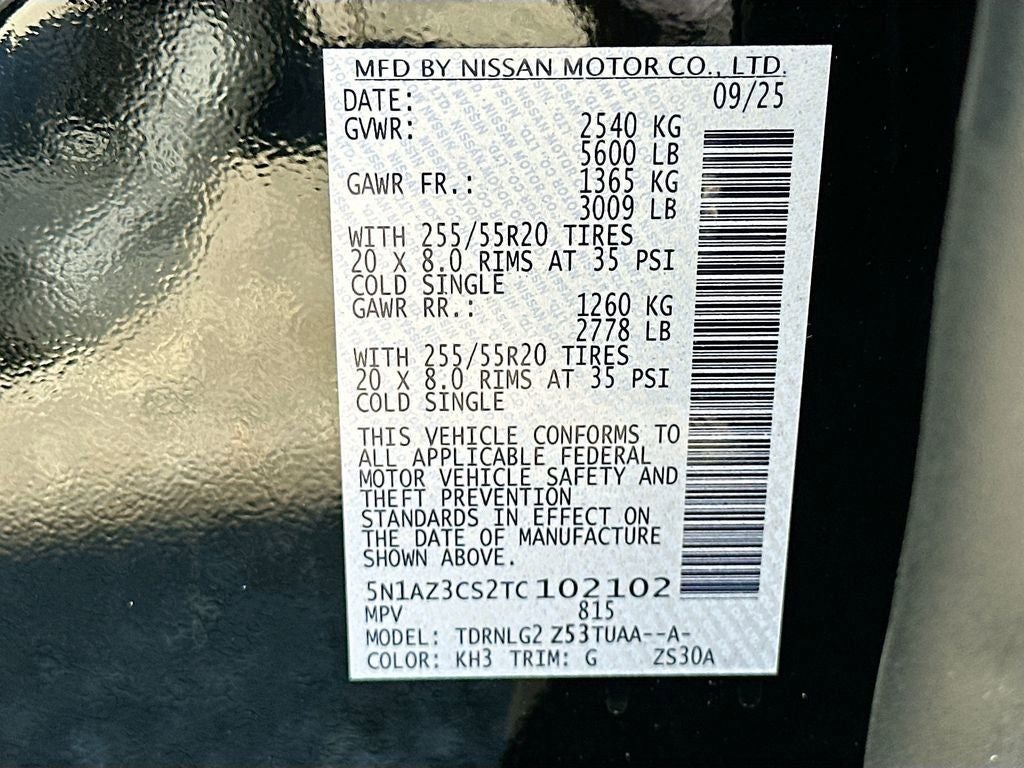 MFD BY NISSAN MOTOR CO., LTD.
DATE: 09/25
GVWR: 2540 KG
5600 LB
GAWR FR.: 1365 KG
3009 LB
WITH 255/55R20 TIRES
20 X 8.0 RIMS AT 35 PSI
COLD SINGLE
GAWR RR.: 1260 KG
2778 LB
WITH 255/55R20 TIRES
20 X 8.0 RIMS AT 35 PSI
COLD SINGLE
THIS VEHICLE CONFORMS TO
ALL APPLICABLE FEDERAL
MOTOR VEHICLE SAFETY AND
THEFT PREVENTION
STANDARDS IN EFFECT ON
THE DATE OF MANUFACTURE
SHOWN ABOVE.
5N1AZ3CS2TC102102
MPV 815
MODEL: TDRNLG2 Z53TUAA--A-
COLOR: KH3 TRIM: G ZS30A